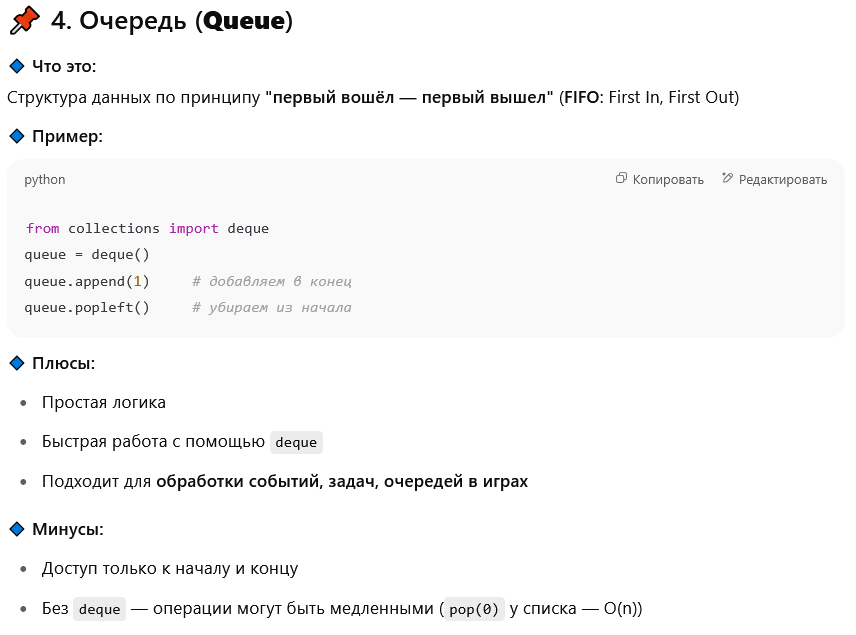 📌 4. Очередь (Queue)
🔷 Что это:
Структура данных по принципу "первый вошёл — первый вышел" (FIFO: First In, First Out)
🔷 Пример:
python Копировать Редактировать
from collections import deque
queue = deque()
queue.append(1) # добавляем в конец
queue.popleft() # убираем из начала
🔷 Плюсы:
• Простая логика
• Быстрая работа с помощью deque
• Подходит для обработки событий, задач, очередей в играх
🔷 Минусы:
• Доступ только к началу и концу
• Без deque — операции могут быть медленными (pop(0) у списка — O(n))